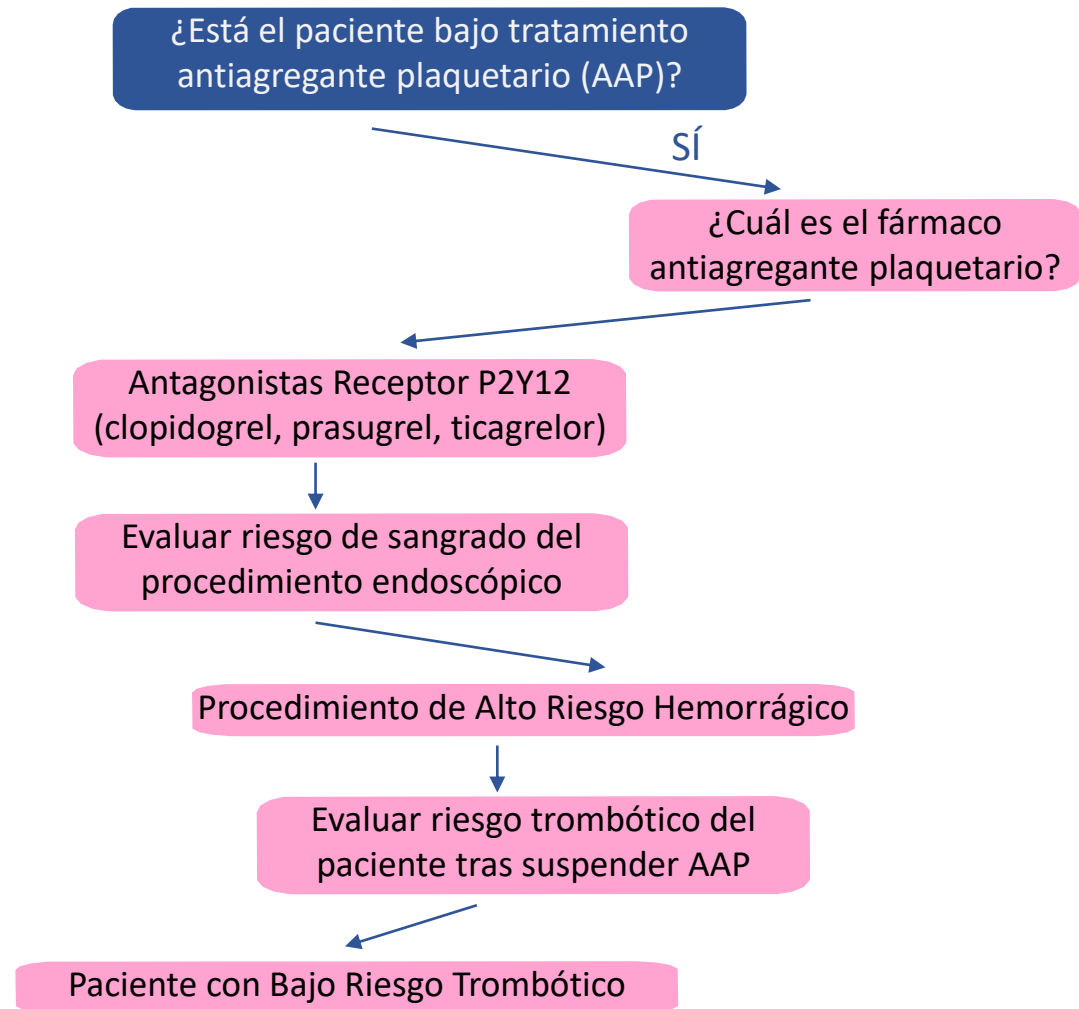 ¿Está el paciente bajo tratamiento
antiagregante plaquetario (AAP)?
SÍ
¿Cuál es el fármaco
antiagregante plaquetario?
Antagonistas Receptor P2Y12
(clopidogrel, prasugrel, ticagrelor)
Evaluar riesgo de sangrado del
procedimiento endoscópico
Procedimiento de Alto Riesgo Hemorrágico
Evaluar riesgo trombótico del
paciente tras suspender AAP
Paciente con Bajo Riesgo Trombótico